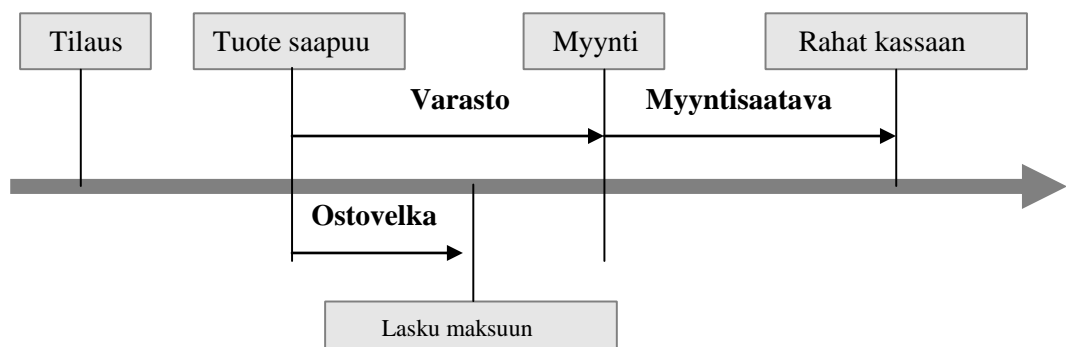 Tilaus
Tuote saapuu
Myynti
Rahat kassaan
Varasto
Myyntisaatava
Ostovelka
Lasku maksuun